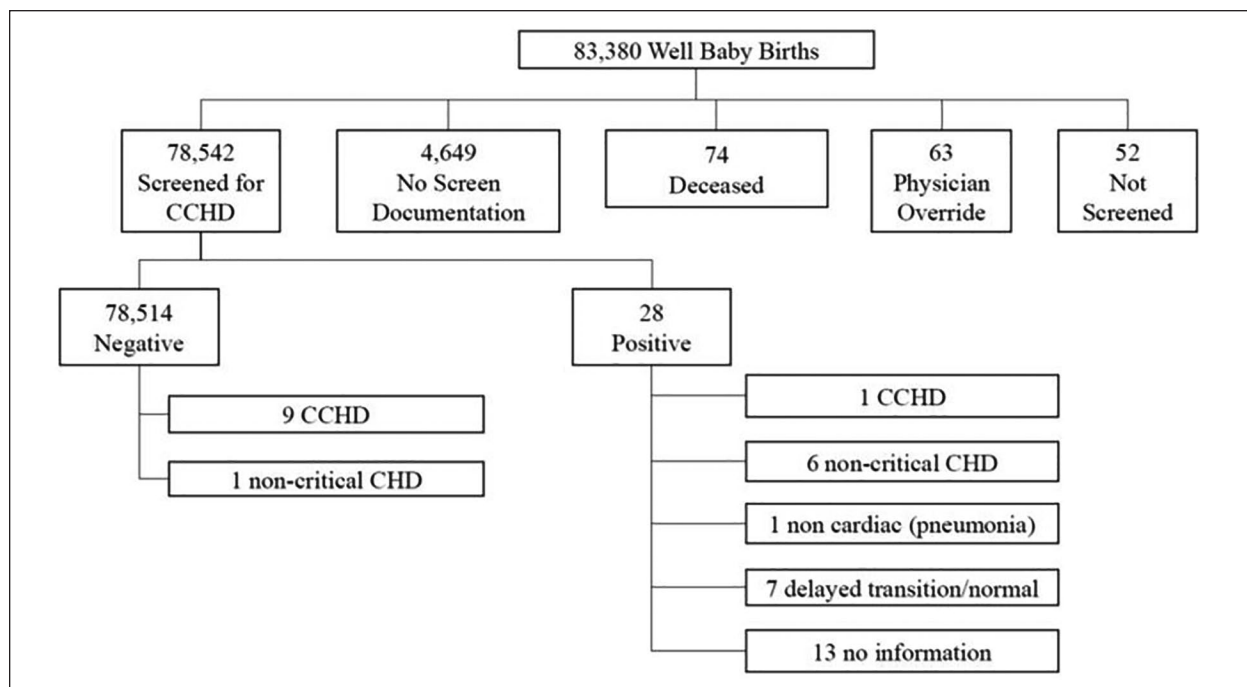 83,380 Well Baby Births
78,542
Screened for
CCHD
4,649
No Screen
Documentation
74
Deceased
63
Physician
Override
52
Not
Screened
78,514
Negative
28
Positive
9 CCHD
1 non-critical CHD
1 CCHD
6 non-critical CHD
1 non cardiac (pneumonia)
7 delayed transition/normal
13 no information